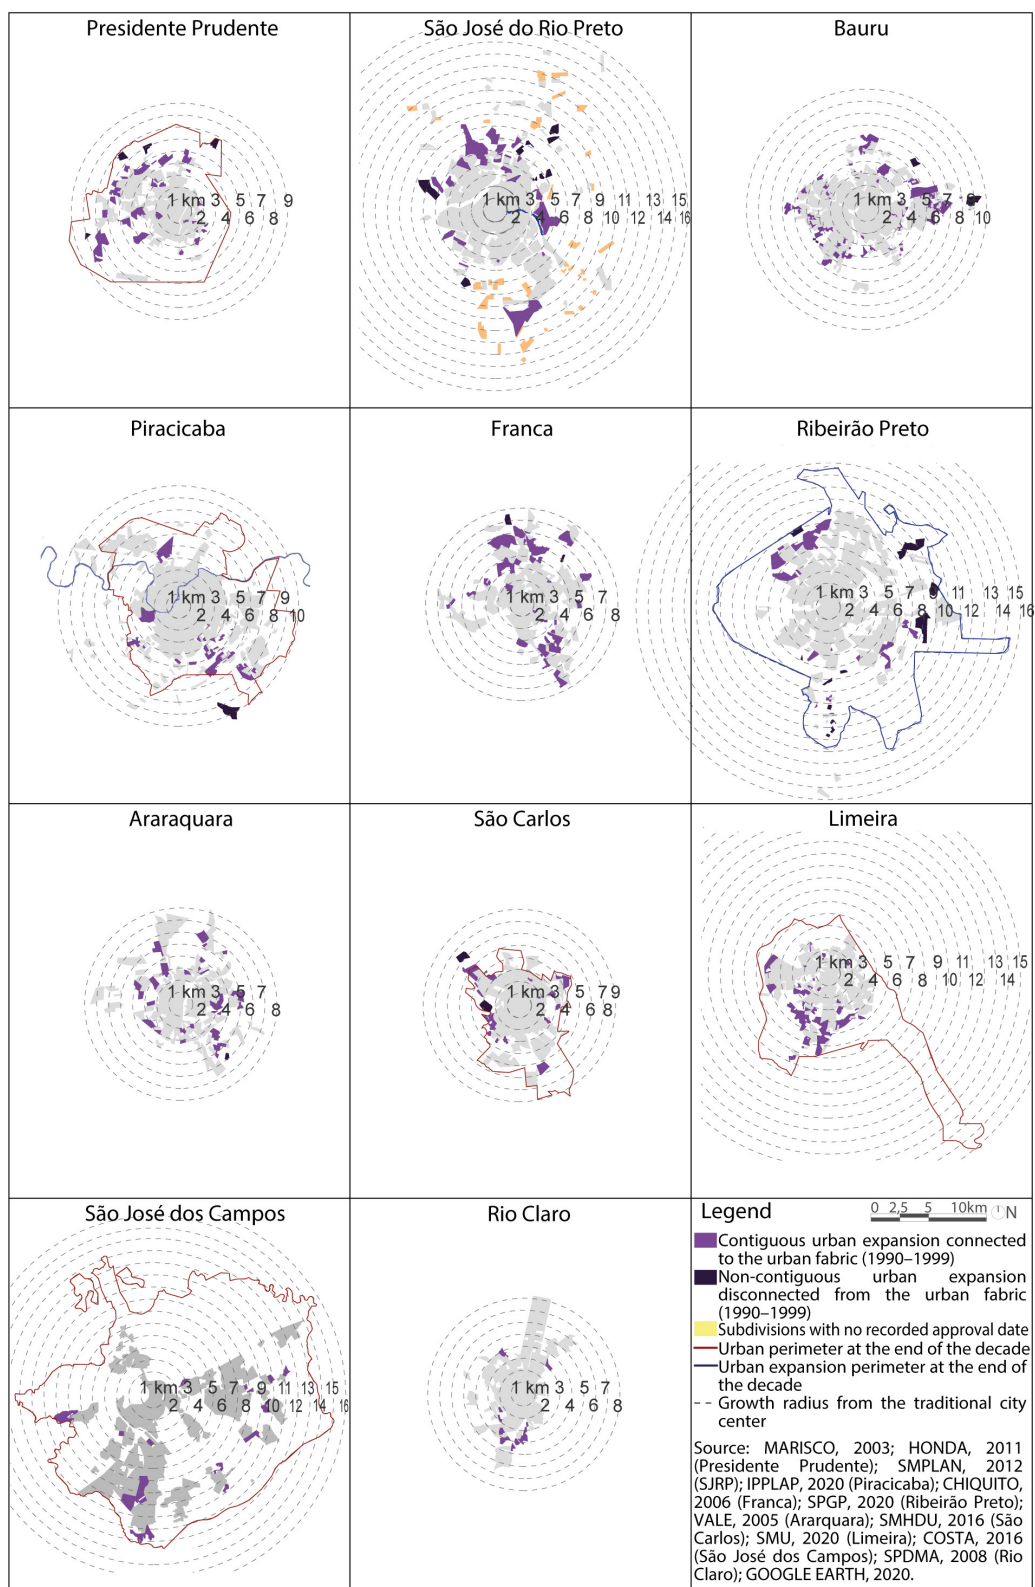 Presidente Prudente
São José do Rio Preto
Bauru
1 km 3 5 7 9
2 4 6 8
1 km 3 5 7 9 11 13 15
2 4 6 8 10 12 14 16
1 km 3 5 7 9
2 4 6 8 10
Piracicaba
Franca
Ribeirão Preto
1 km 3 5 7 9
2 4 6 8 10
1 km 3 5 7
2 4 6 8
1 km 3 5 7 9 11 13 15
2 4 6 8 10 12 14 16
Araraquara
São Carlos
Limeira
1 km 3 5 7
2 4 6 8
1 km 3 5 7 9
2 4 6 8
1 km 3 5 7 9 11 13 15
2 4 6 8 10 12 14
São José dos Campos
Rio Claro
1 km 3 5 7 9 11 13 15
2 4 6 8 10 12 14 16
1 km 3 5 7
2 4 6 8
Legend
0 2,5 5 10km N
Contiguous urban expansion connected
to the urban fabric (1990–1999)
Non-contiguous urban expansion
disconnected from the urban fabric
(1990–1999)
Subdivisions with no recorded approval date
Urban perimeter at the end of the decade
Urban expansion perimeter at the end of
the decade
Growth radius from the traditional city
center
Source: MARISCO, 2003; HONDA, 2011
(Presidente Prudente); SMPLAN, 2012
(SJRP); IPPLAP, 2020 (Piracicaba); CHIQUITO,
2006 (Franca); SPGP, 2020 (Ribeirão Preto);
VALE, 2005 (Ararquara); SMHDU, 2016 (São
Carlos); SMU, 2020 (Limeira); COSTA, 2016
(São José dos Campos); SPDMA, 2008 (Rio
Claro); GOOGLE EARTH, 2020.